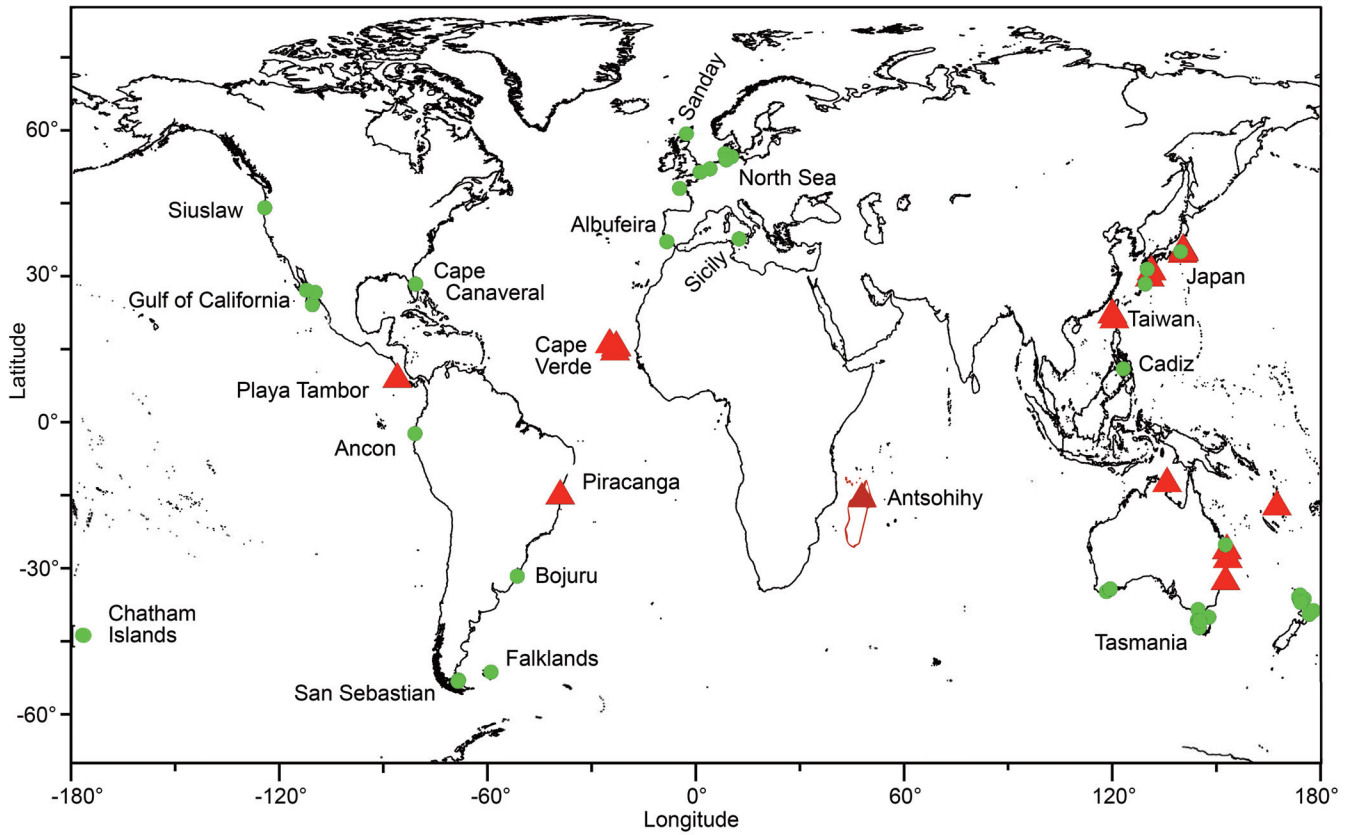 Sanday
60°
North Sea
Siuslaw
Albufeira
30°
Gulf of California
Cape
Canaveral
Sicily
Japan
Taiwan
Cape
Verde
Cadiz
Playa Tambor
Latitude
0°
Ancon
Piracanga
Antsohihy
-30°
Bojuru
Chatham
Islands
Tasmania
Falklands
San Sebastian
-60°
-180°
-120°
-60°
0°
60°
120°
180°
Longitude